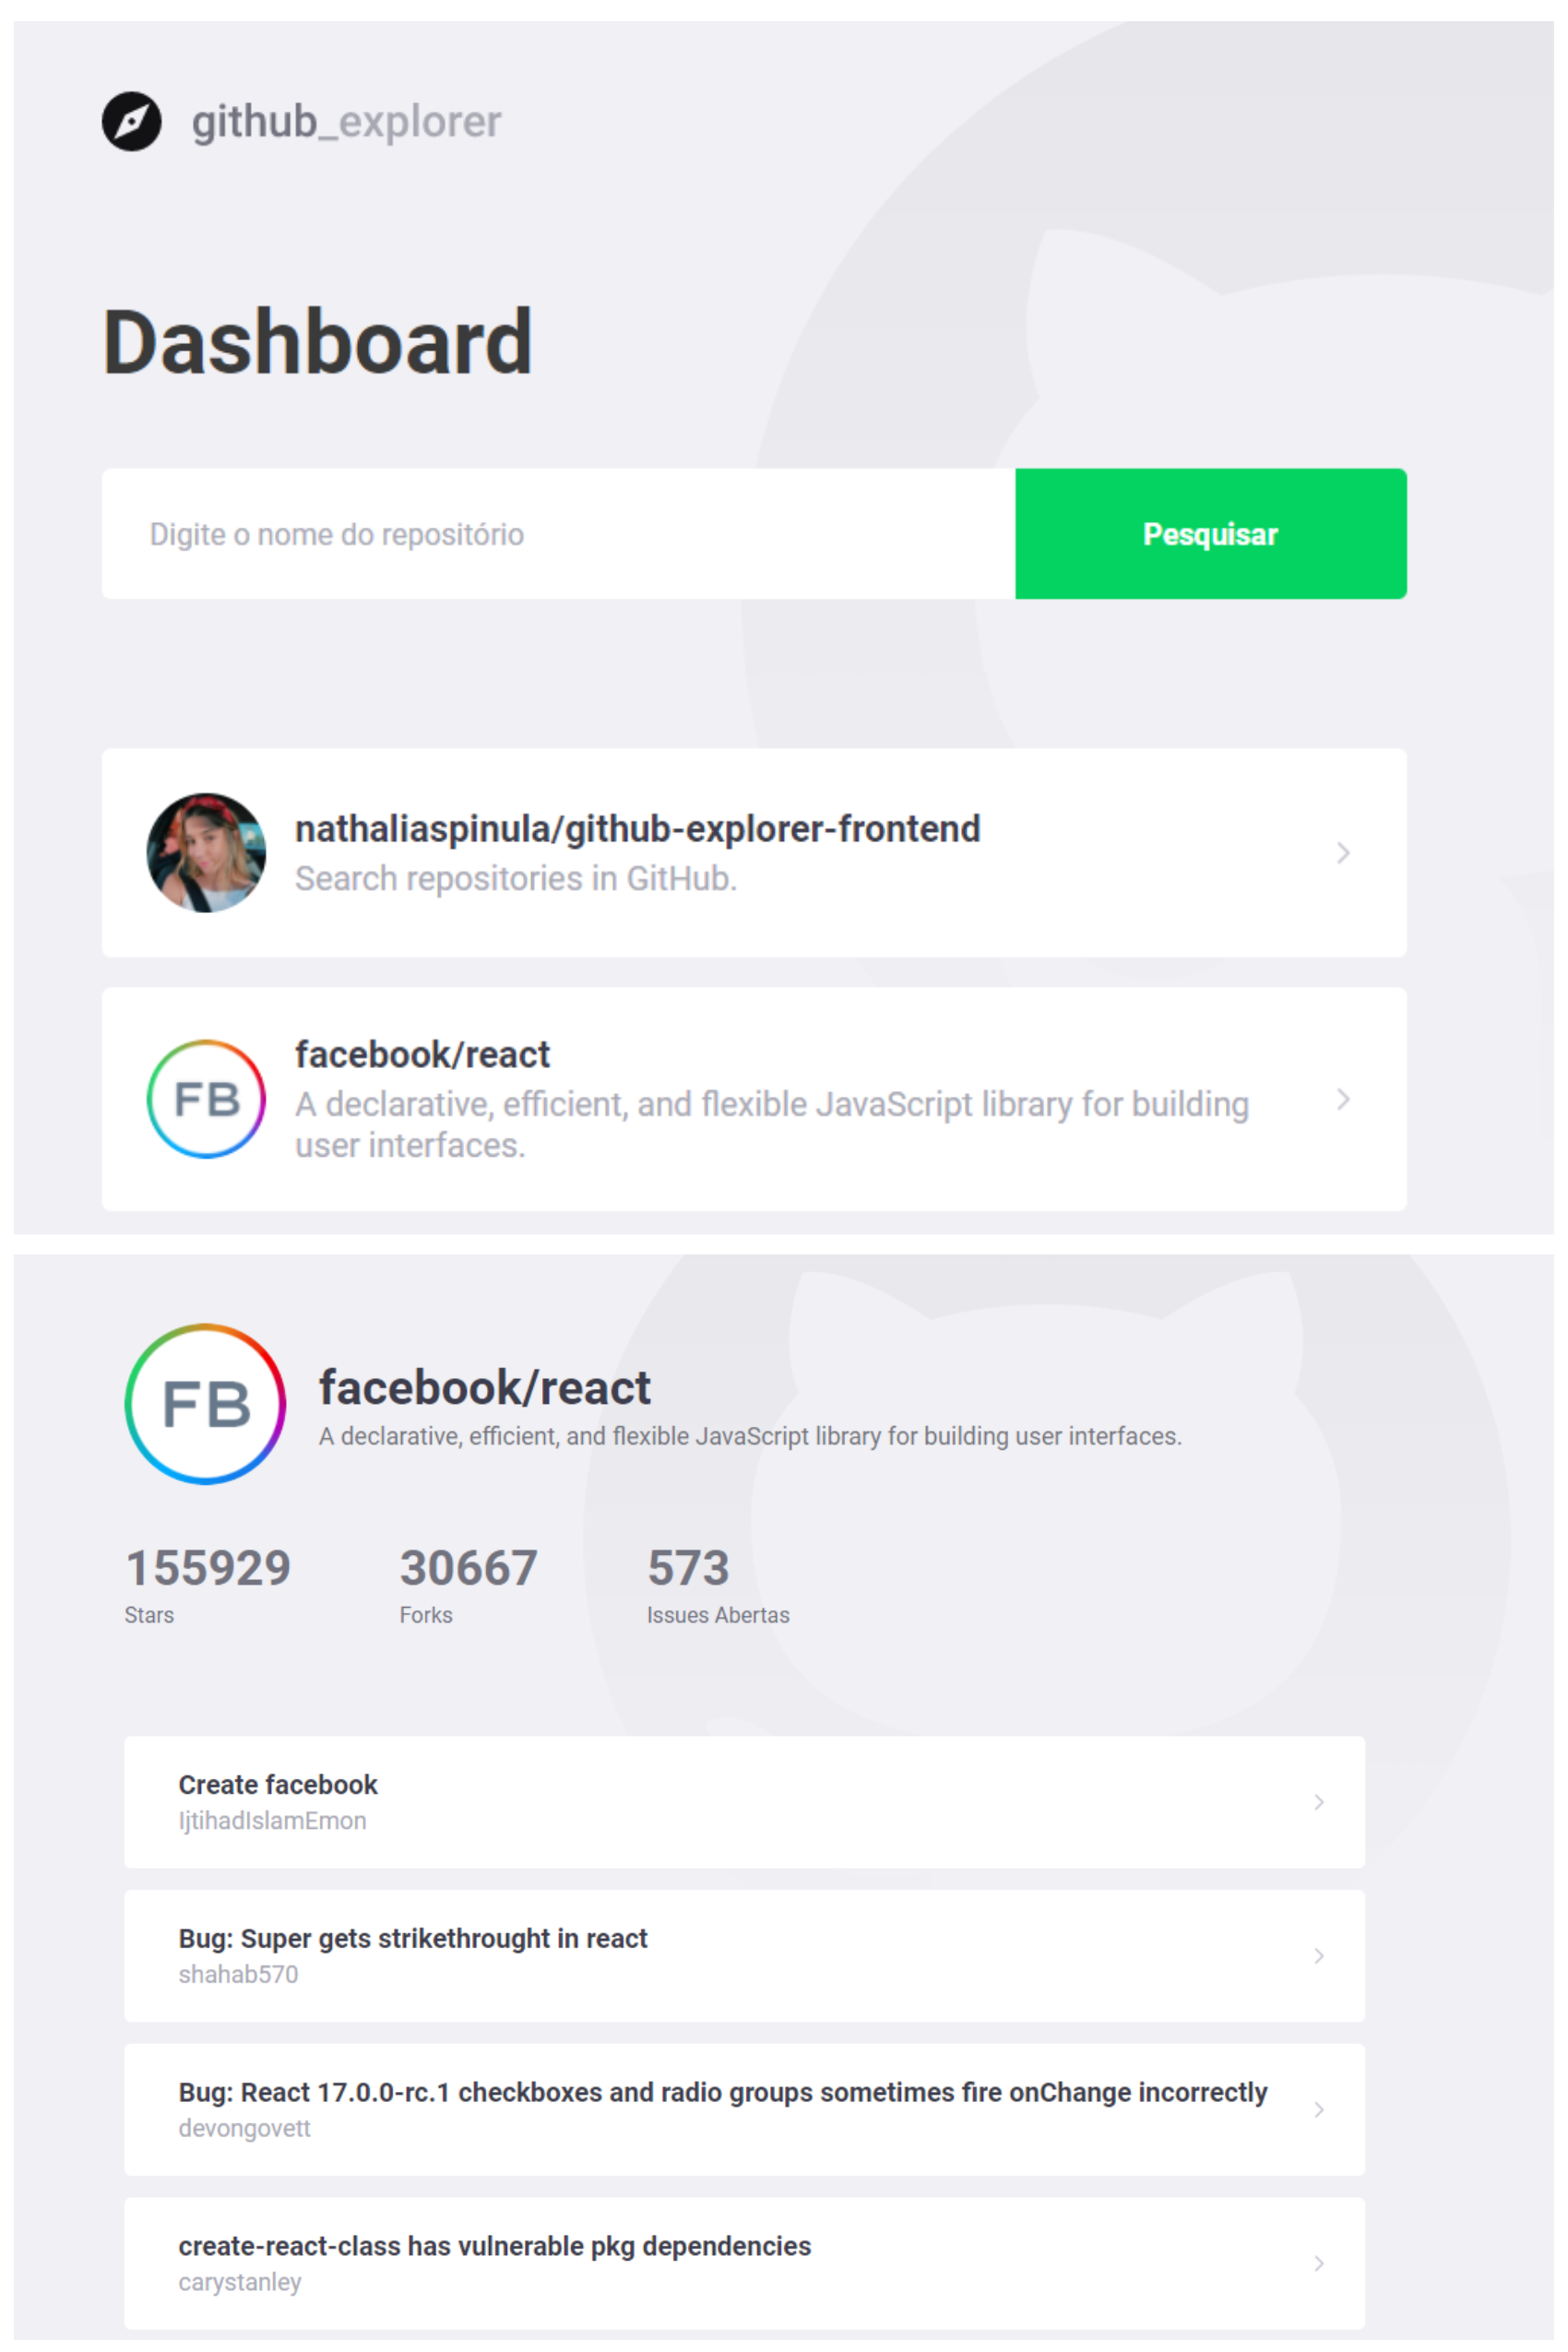 github_explorer
Dashboard
Digite o nome do repositório
Pesquisar
nathaliaspinula/github-explorer-frontend
Search repositories in GitHub.
FB
facebook/react
A declarative, efficient, and flexible JavaScript library for building
user interfaces.
FB
facebook/react
A declarative, efficient, and flexible JavaScript library for building user interfaces.
155929
Stars
30667
Forks
573
Issues Abertas
Create facebook
IjtihadIslamEmon
Bug: Super gets strikethrought in react
shahab570
Bug: React 17.0.0-rc.1 checkboxes and radio groups sometimes fire onChange incorrectly
devongovett
create-react-class has vulnerable pkg dependencies
carystanley